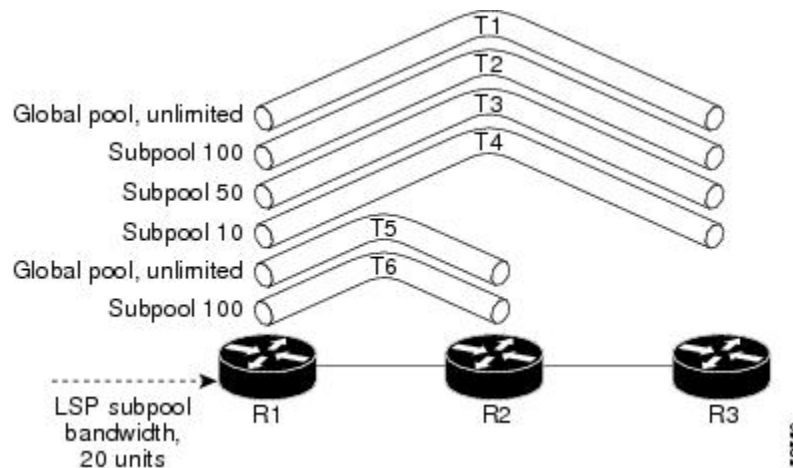 T1
T2
Global pool, unlimited
T3
Subpool 100
T4
Subpool 50
Subpool 10
T5
Global pool, unlimited
T6
Subpool 100
LSP subpool
bandwidth,
20 units
R1
R2
R3